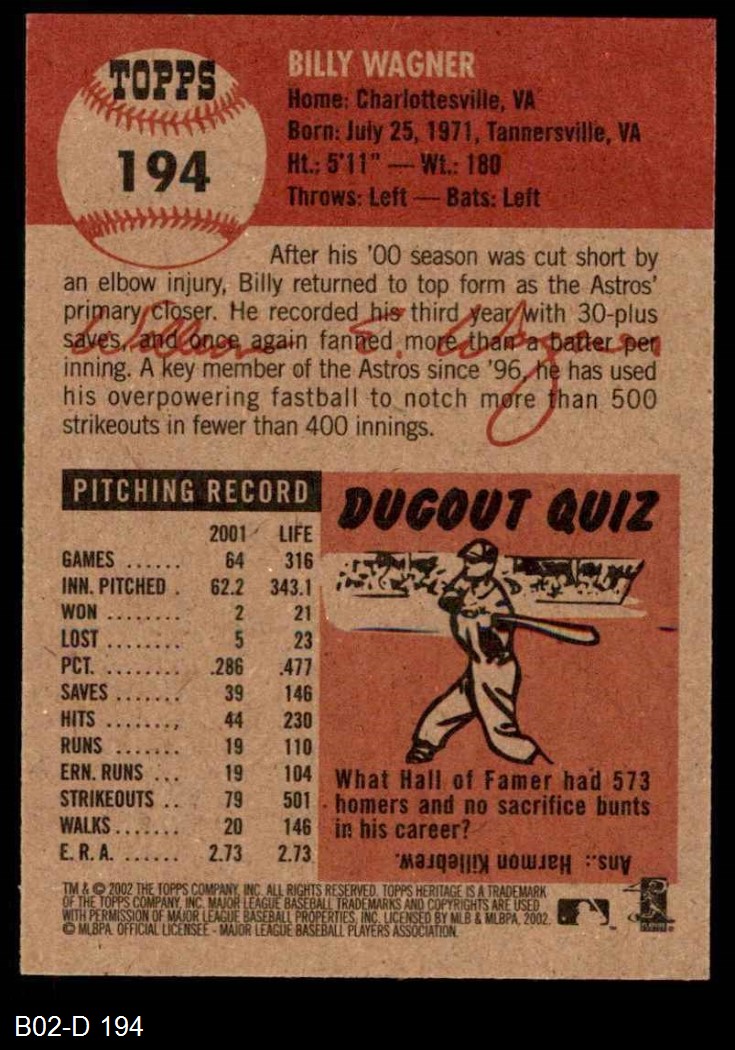 TOPPS
194
BILLY WAGNER
Home: Charlottesville, VA
Born: July 25, 1971, Tannersville, VA
Ht.: 5'11" — Wt.: 180
Throws: Left — Bats: Left
After his '00 season was cut short by
an elbow injury, Billy returned to top form as the Astros'
primary closer. He recorded his third year with 30-plus
saves, and once again fanned more than a batter per
inning. A key member of the Astros since '96, he has used
his overpowering fastball to notch more than 500
strikeouts in fewer than 400 innings.
William E. Wagner
PITCHING RECORD
2001 LIFE
GAMES ...... 64 316
INN. PITCHED . 62.2 343.1
WON ........ 2 21
LOST ........ 5 23
PCT. ........ .286 .477
SAVES ....... 39 146
HITS ........ 44 230
RUNS ....... 19 110
ERN. RUNS ... 19 104
STRIKEOUTS .. 79 501
WALKS....... 20 146
E. R. A. ...... 2.73 2.73
DUGOUT QUIZ
What Hall of Famer had 573
homers and no sacrifice bunts
in his career?
Ans.: Harmon Killebrew.
TM & © 2002 THE TOPPS COMPANY, INC. ALL RIGHTS RESERVED. TOPPS HERITAGE IS A TRADEMARK
OF THE TOPPS COMPANY, INC. MAJOR LEAGUE BASEBALL TRADEMARKS AND COPYRIGHTS ARE USED
WITH PERMISSION OF MAJOR LEAGUE BASEBALL PROPERTIES, INC. LICENSED BY MLB & MLBPA, 2002.
© MLBPA. OFFICIAL LICENSEE - MAJOR LEAGUE BASEBALL PLAYERS ASSOCIATION.
B02-D 194